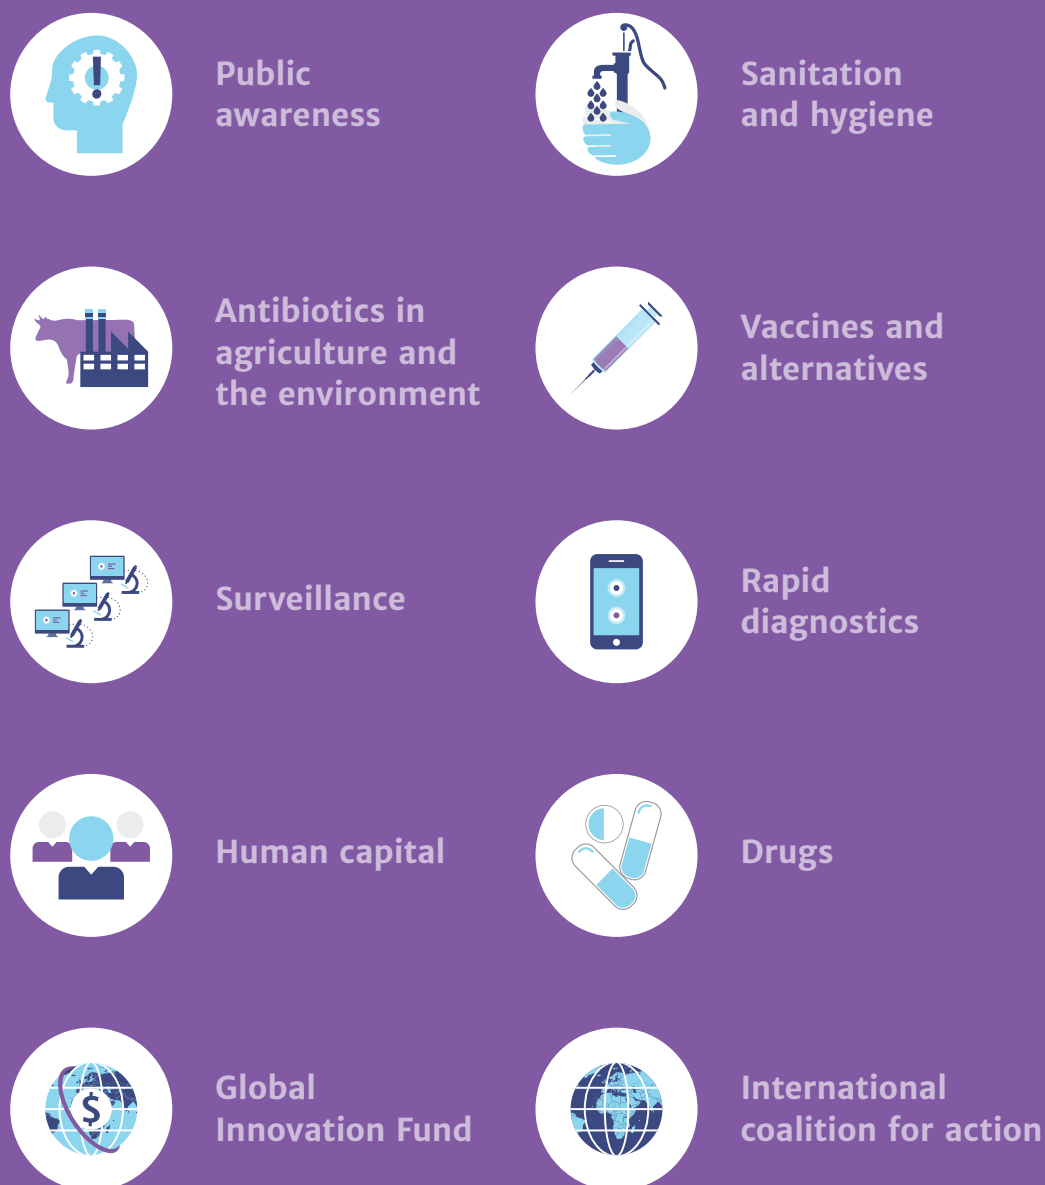 Public
awareness
Sanitation
and hygiene
Antibiotics in
agriculture and
the environment
Vaccines and
alternatives
Surveillance
Rapid
diagnostics
Human capital
Drugs
$
Global
Innovation Fund
International
coalition for action